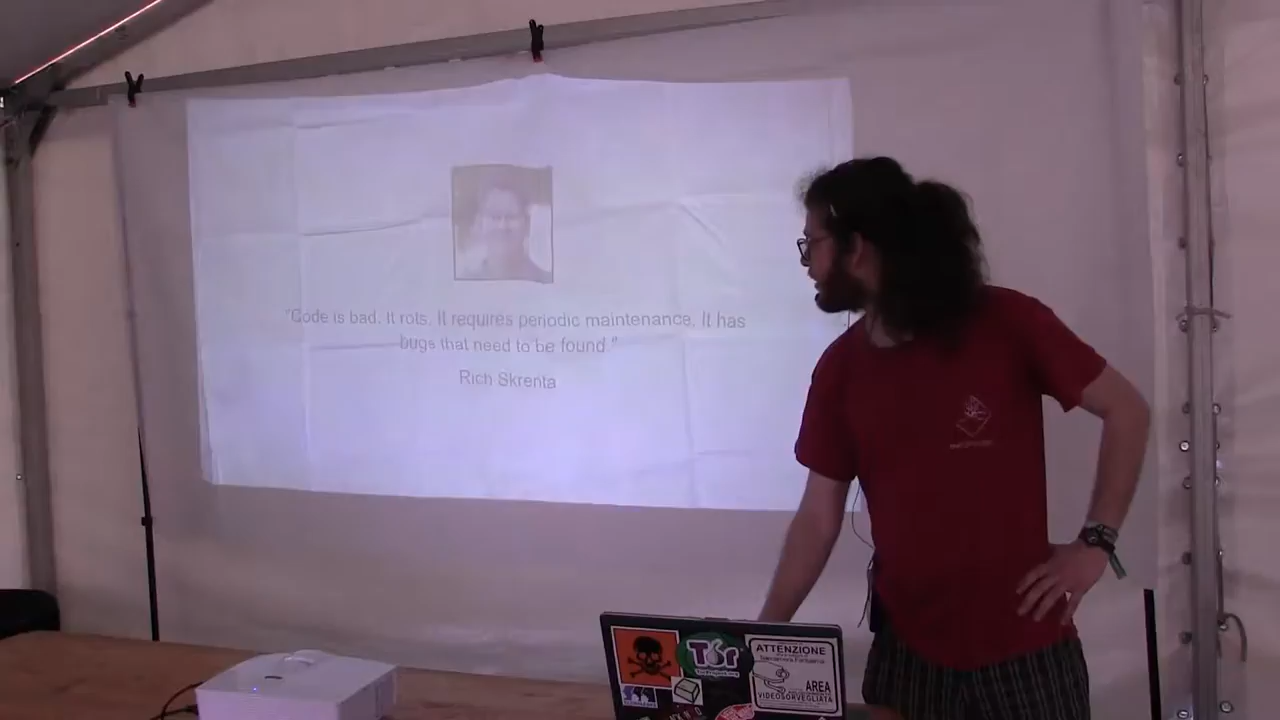 "Code is bad. It rots. It requires periodic maintenance. It has
bugs that need to be found."
Rich Skrenta
Tor
ATTENZIONE
AREA
VIDEOSORVEGLIATA